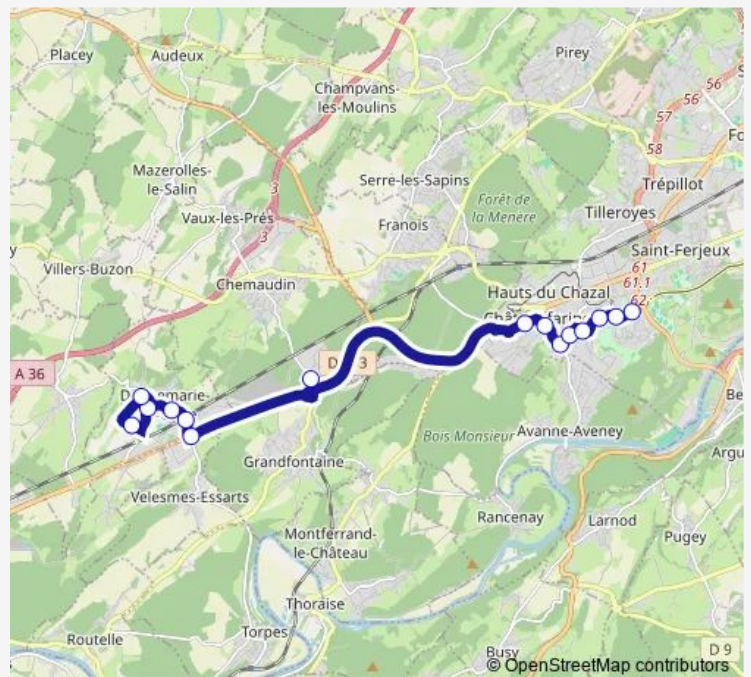 Placey
Audeux
Pirey
56
56
57
Champvans-
les-Moulins
58
Mazerolles-
le-Salin
3
Serre-les-Sapins
Trépillot
Forêt de
la Menère
Vaux-les-Prés
Tilleroyes
3
Franois
Saint-Ferjeux
61
Villers-Buzon
Chemaudin
61.1
Hauts du Chazal
62
A 36
Avanne-Aveney
Bois Monsieur
Grandfontaine
Velesmes-Essarts
Rancenay
Larnod
Montferrand-
le-Château
Pugey
Thoraise
Routelle
Torpes
Busy
D 9
© OpenStreetMap contributors